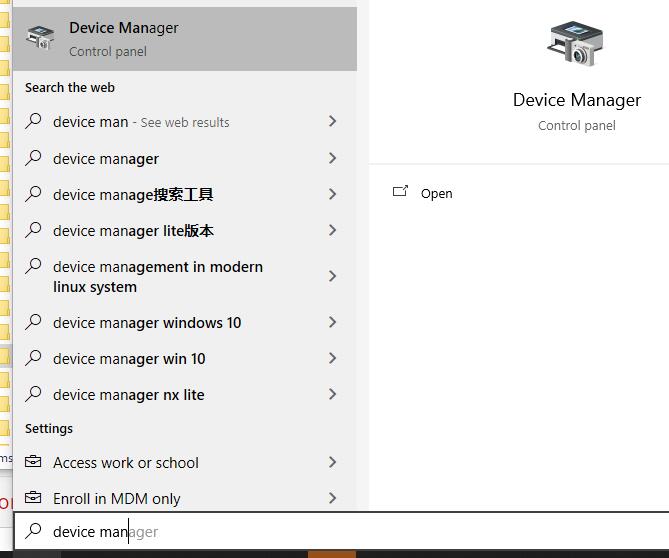 Device Manager
Control panel
Search the web
device man - See web results
device manager
device manage搜索工具
device manager lite版本
device management in modern
linux system
device manager windows 10
device manager win 10
device manager nx lite
Settings
Access work or school
Enroll in MDM only
device manager
Device Manager
Control panel
Open